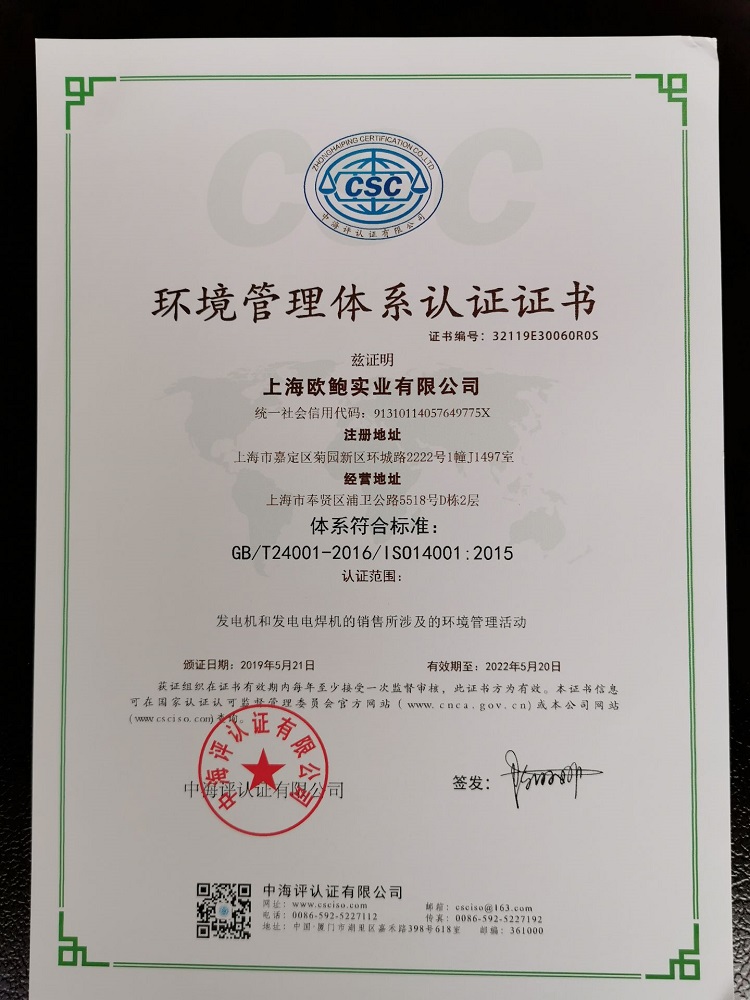 CSC
ZHONGHAIPING CERTIFICATION CO.,LTD
CSC
中海评认证有限公司
环境管理体系认证证书
证书编号：32119E30060R0S
兹证明
上海欧鲍实业有限公司
统一社会信用代码：91310114057649775X
注册地址
上海市嘉定区菊园新区环城路2222号1幢J1497室
经营地址
上海市奉贤区浦卫公路5518号D栋2层
体系符合标准：
GB/T24001-2016/ISO14001:2015
认证范围：
发电机和发电电焊机的销售所涉及的环境管理活动
颁证日期：2019年5月21日 有效期至：2022年5月20日
获证组织在证书有效期内每年至少接受一次监督审核，此证书方为有效。本证书信息
可在国家认证认可监督管理委员会官方网站（www.cnca.gov.cn)或本公司网站
(www.csciso.com)查询。
中海评认证有限公司
中海评认证有限公司
签发：
中海评认证有限公司
网址：www.csciso.com 邮箱：csciso@163.com
电话：0086-592-5227112 传真：0086-592-5227192
地址：中国·厦门市湖里区嘉禾路398号618室 邮编：361000